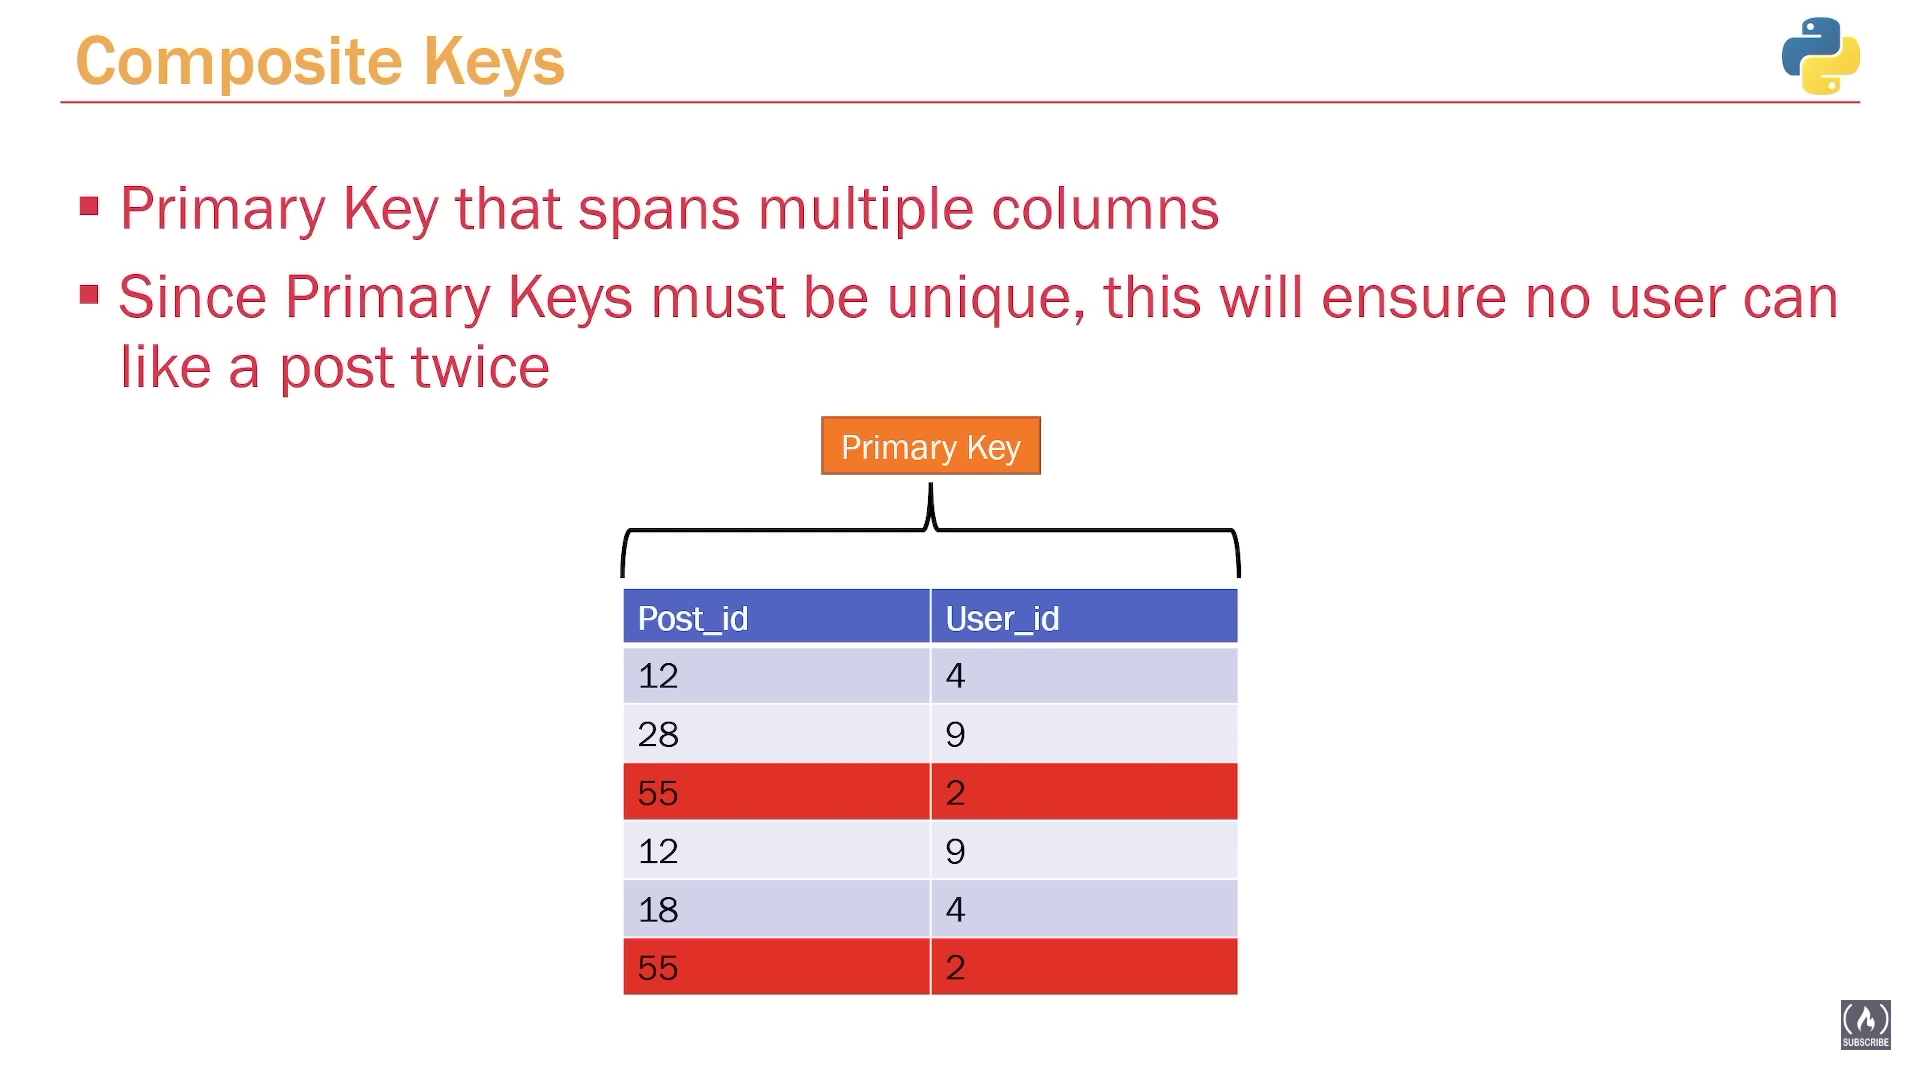 Composite Keys
Primary Key that spans multiple columns
Since Primary Keys must be unique, this will ensure no user can
like a post twice
Primary Key
Post_id User_id
12 4
28 9
55 2
12 9
18 4
55 2
SUBSCRIBE